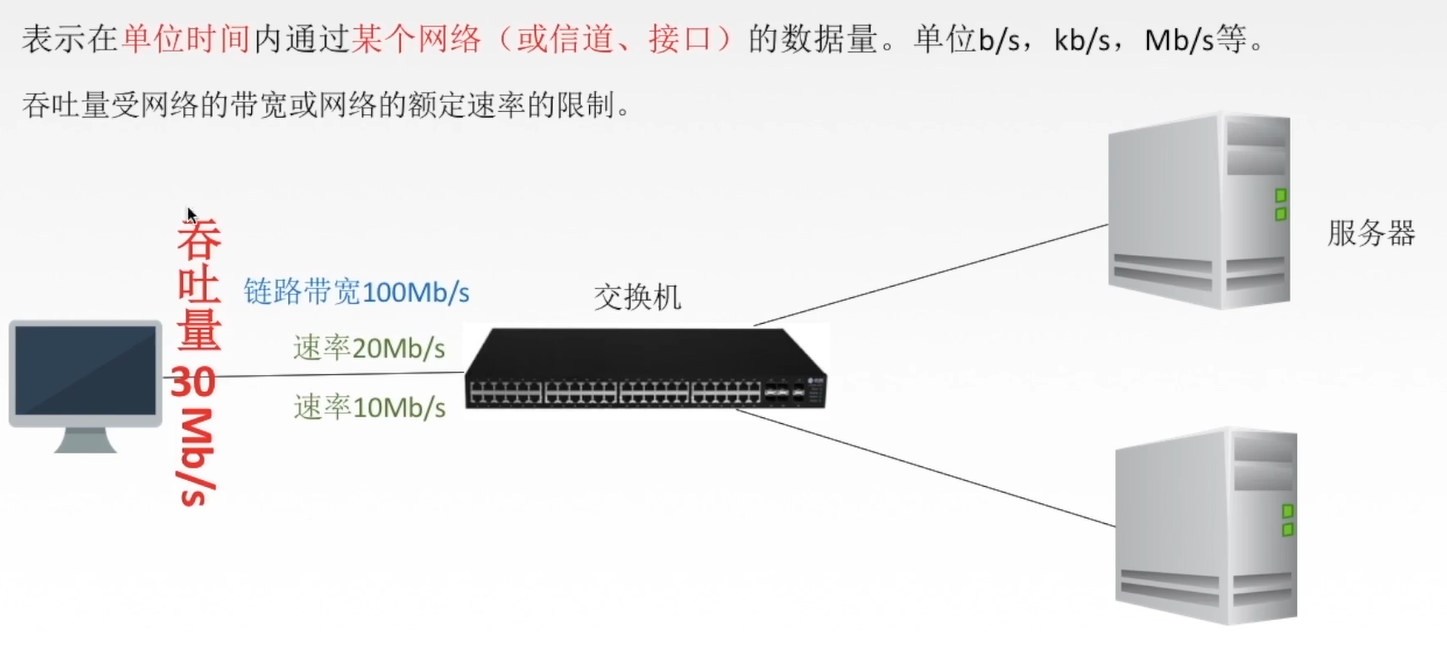 表示在单位时间内通过某个网络（或信道、接口）的数据量。单位b/s，kb/s，Mb/s等。
吞吐量受网络的带宽或网络的额定速率的限制。
服务器
吞吐量 30 Mb/s
链路带宽100Mb/s
交换机
速率20Mb/s
速率10Mb/s